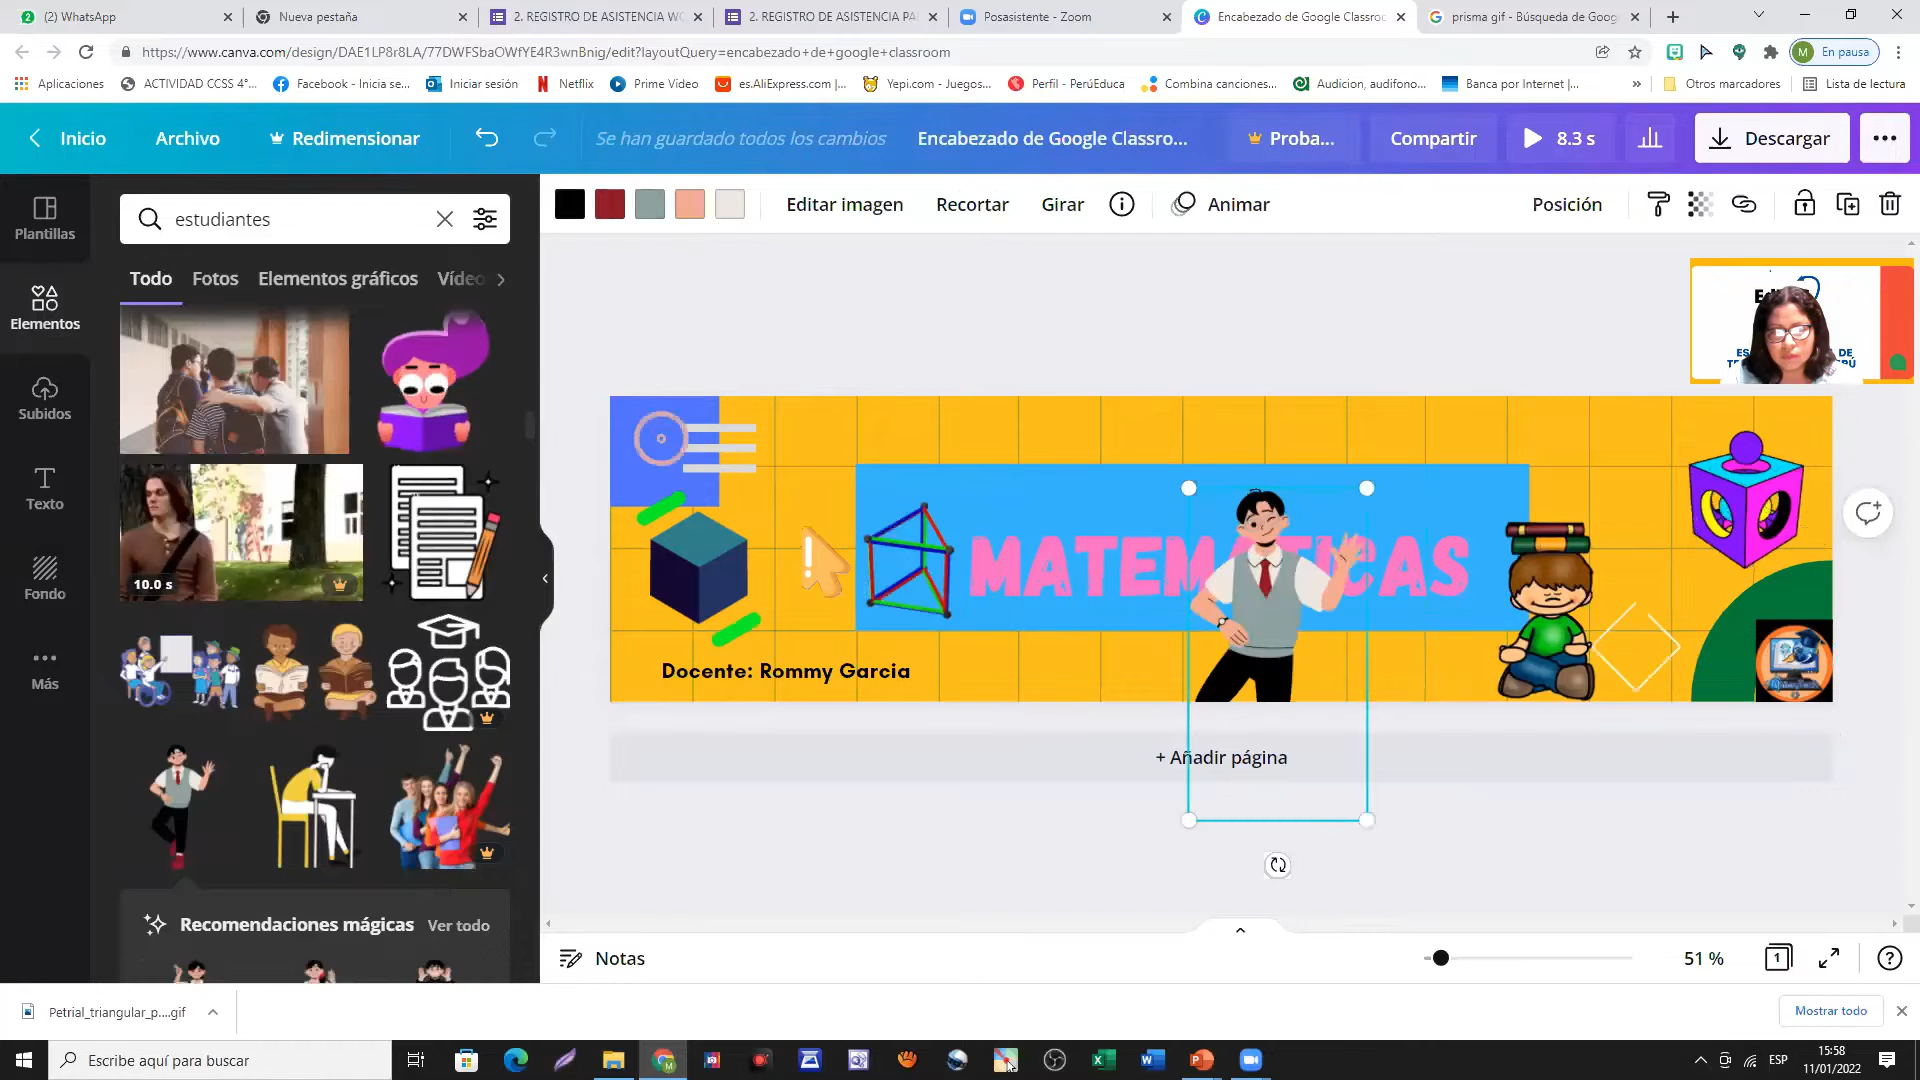 (2) WhatsApp
Nueva pestaña
2. REGISTRO DE ASISTENCIA WO
2. REGISTRO DE ASISTENCIA PA
Posasistente - Zoom
Encabezado de Google Classroo
prisma gif - Búsqueda de Goog
https://www.canva.com/design/DAE1LP8r8LA/77DWFSbaOWfYE4R3wnBnig/edit?layoutQuery=encabezado+de+google+classroom
M
En pausa
Aplicaciones
ACTIVIDAD CCSS 4°...
Facebook - Inicia se...
Iniciar sesión
Netflix
Prime Video
es.AliExpress.com |...
Yepi.com - Juegos...
Perfil - PerúEduca
Combina canciones...
Audicion, audifono...
Banca por Internet |...
Otros marcadores
Lista de lectura
Inicio
Archivo
Redimensionar
Se han guardado todos los cambios
Encabezado de Google Classro...
Proba...
Compartir
8.3 s
Descargar
Plantillas
Elementos
Subidos
Texto
Fondo
Más
estudiantes
Todo
Fotos
Elementos gráficos
Vídeo
10.0 s
Recomendaciones mágicas
Ver todo
Editar imagen
Recortar
Girar
Animar
Posición
MATEMÁTICAS
Docente: Rommy Garcia
+ Añadir página
Notas
51 %
1
Petrial_triangular_p....gif
Mostrar todo
Escribe aquí para buscar
ESP
15:58
11/01/2022